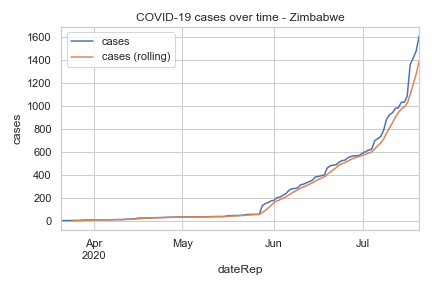 COVID-19 cases over time - Zimbabwe
cases
cases (rolling)
1600
1400
1200
1000
800
600
400
200
0
cases
Apr
2020
May
Jun
Jul
dateRep